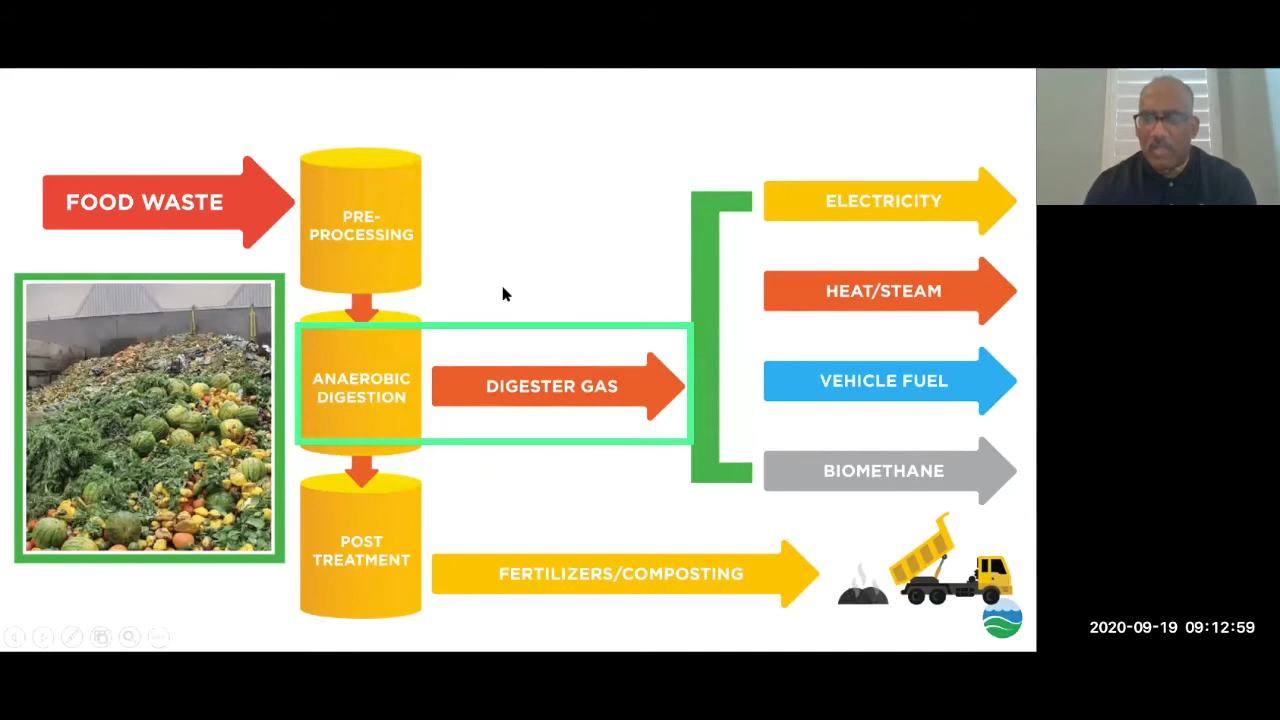 FOOD WASTE
PRE-
PROCESSING
ELECTRICITY
HEAT/STEAM
ANAEROBIC
DIGESTION
DIGESTER GAS
VEHICLE FUEL
BIOMETHANE
POST
TREATMENT
FERTILIZERS/COMPOSTING
2020-09-19 09:12:59